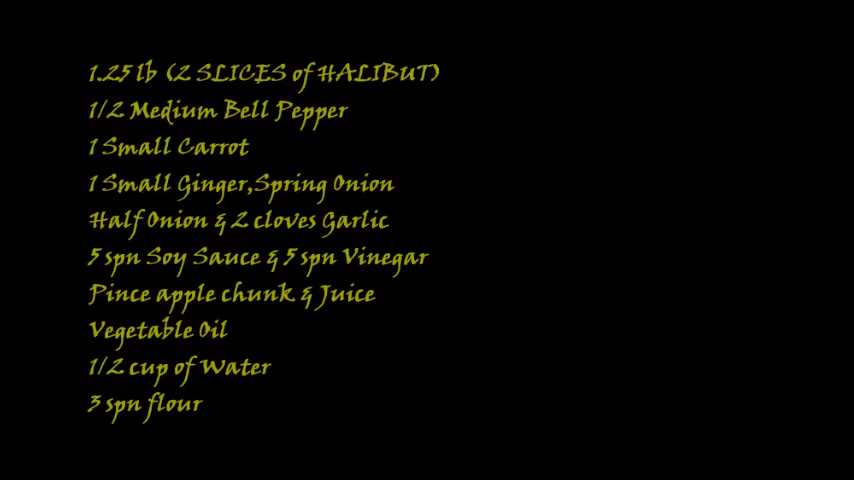 1.25 lb (2 SLICES of HALIBUT)
1/2 Medium Bell Pepper
1 Small Carrot
1 Small Ginger,Spring Onion
Half Onion & 2 cloves Garlic
5 spn Soy Sauce & 5 spn Vinegar
Pince apple chunk & Juice
Vegetable Oil
1/2 cup of Water
3 spn flour